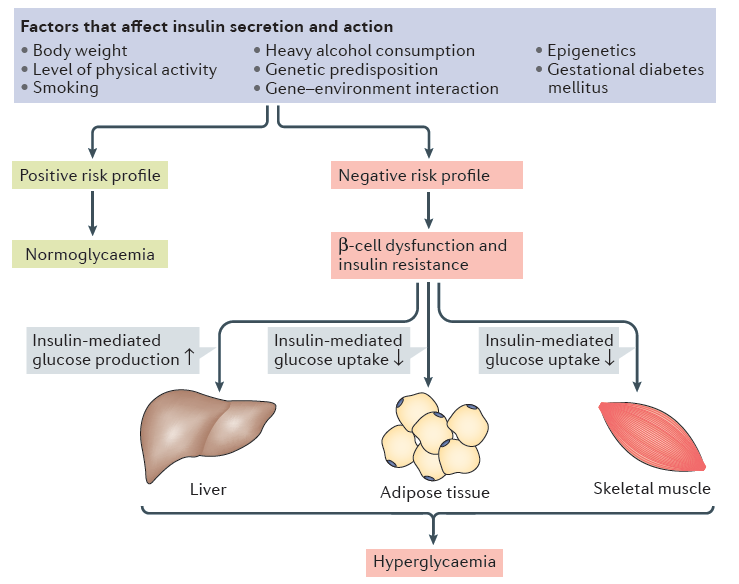 Factors that affect insulin secretion and action
• Body weight
• Level of physical activity
• Smoking
• Heavy alcohol consumption
• Genetic predisposition
• Gene–environment interaction
• Epigenetics
• Gestational diabetes
mellitus
Positive risk profile
Negative risk profile
Normoglycaemia
β-cell dysfunction and
insulin resistance
Insulin-mediated
glucose production ↑
Insulin-mediated
glucose uptake ↓
Insulin-mediated
glucose uptake ↓
Liver
Adipose tissue
Skeletal muscle
Hyperglycaemia